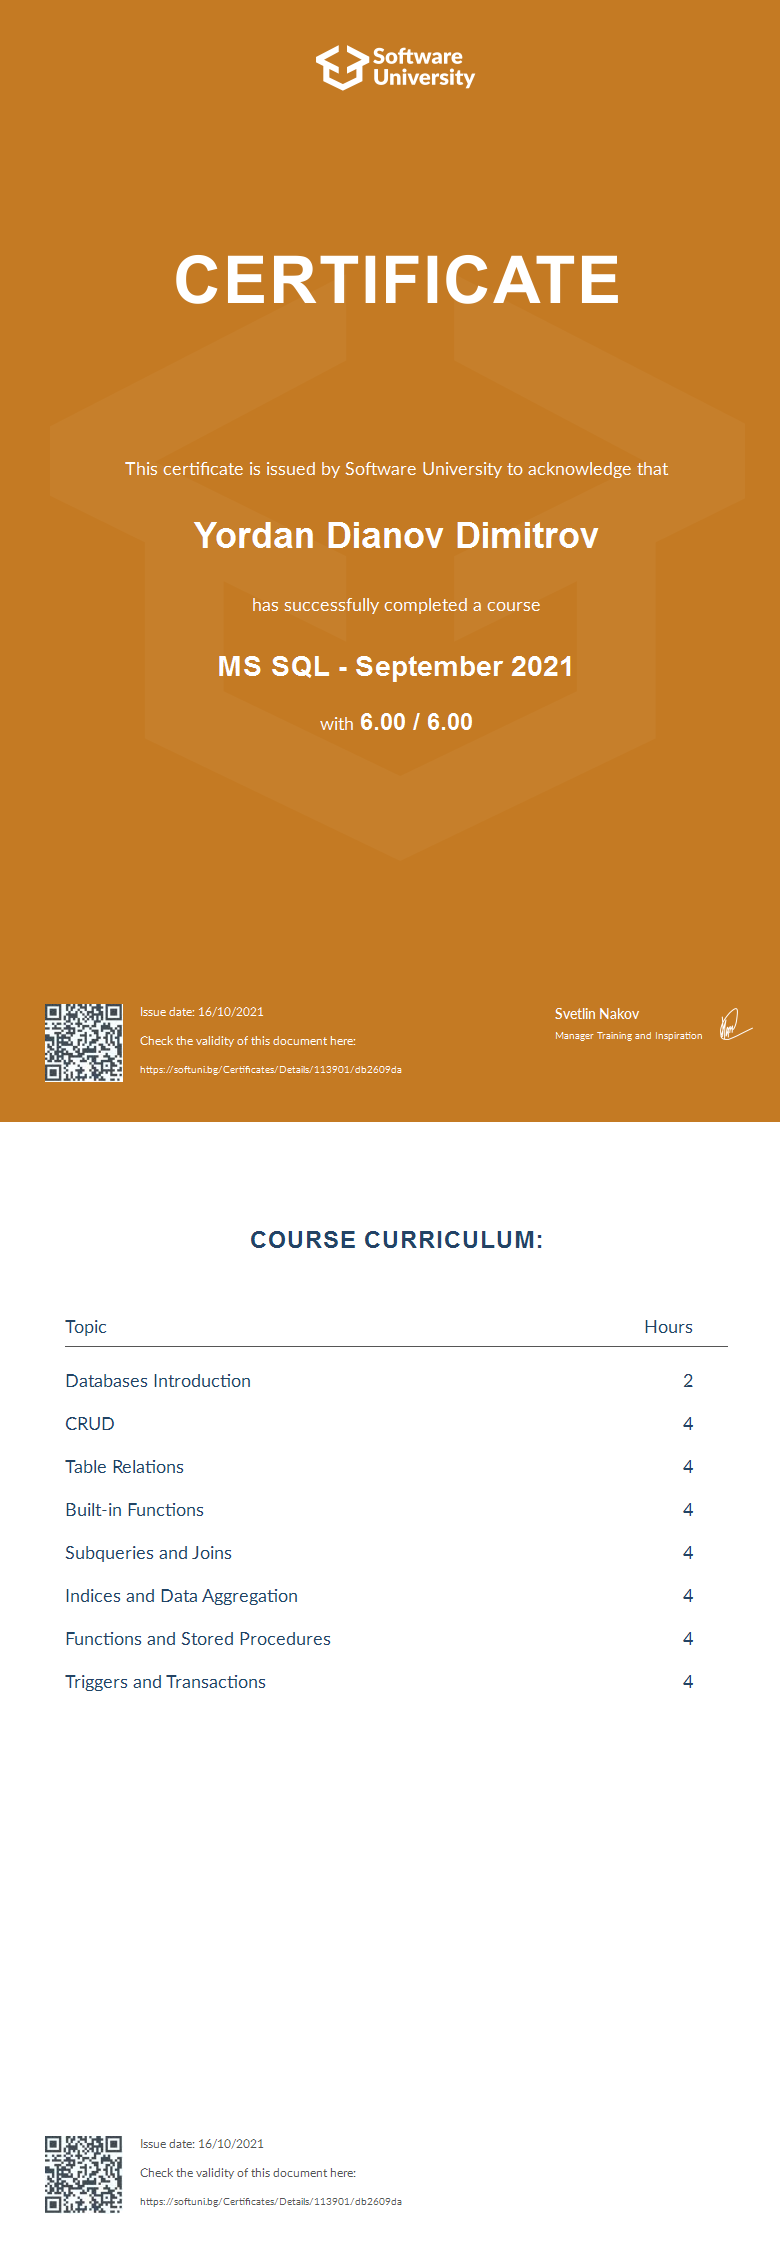 Software
University
CERTIFICATE
This certificate is issued by Software University to acknowledge that
Yordan Dianov Dimitrov
has successfully completed a course
MS SQL - September 2021
with 6.00 / 6.00
Issue date: 16/10/2021
Check the validity of this document here:
https://softuni.bg/Certificates/Details/113901/db2609da
Svetlin Nakov
Manager Training and Inspiration
COURSE CURRICULUM:
Topic Hours
Databases Introduction 2
CRUD 4
Table Relations 4
Built-in Functions 4
Subqueries and Joins 4
Indices and Data Aggregation 4
Functions and Stored Procedures 4
Triggers and Transactions 4
Issue date: 16/10/2021
Check the validity of this document here:
https://softuni.bg/Certificates/Details/113901/db2609da